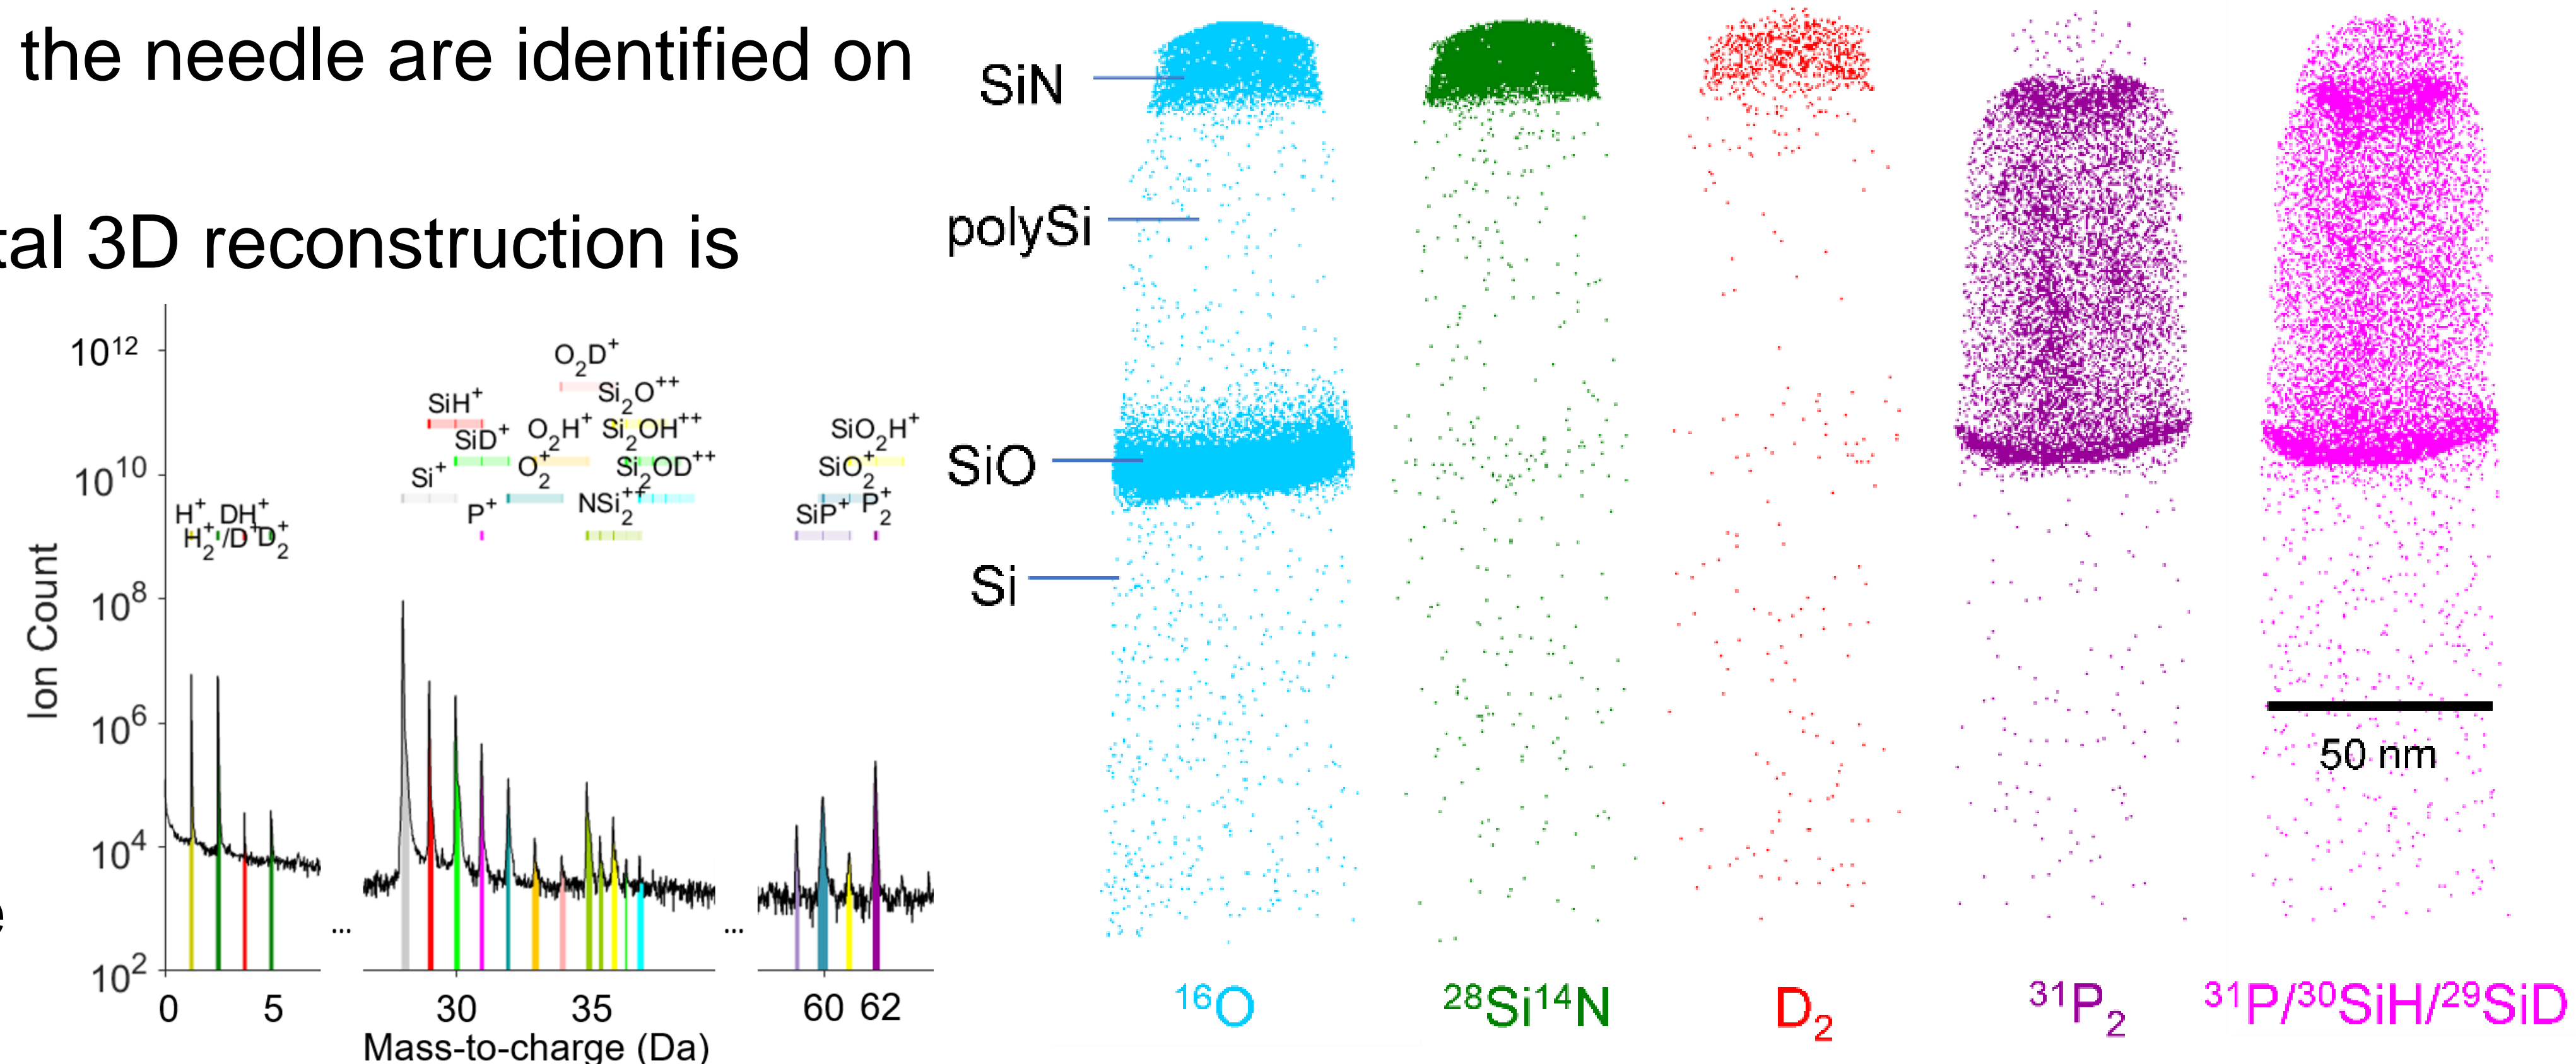 the needle are identified on
tal 3D reconstruction is
10¹²
10¹⁰
10⁸
10⁶
10⁴
10²
Ion Count
O₂D⁺
Si₂O⁺⁺
SiH⁺
O₂H⁺
Si₂OH⁺⁺
SiO₂H⁺
SiD⁺
Si⁺
O₂⁺
Si₂OD⁺⁺
SiO₂⁺
H⁺
DH⁺
P⁺
NSi₂⁺⁺
SiP⁺
P₂⁺
H₂⁺/D⁺
D₂⁺
...
...
0
5
30
35
60
62
Mass-to-charge (Da)
SiN
polySi
SiO
Si
50 nm
¹⁶O
²⁸Si¹⁴N
D₂
³¹P₂
³¹P/³⁰SiH/²⁹SiD